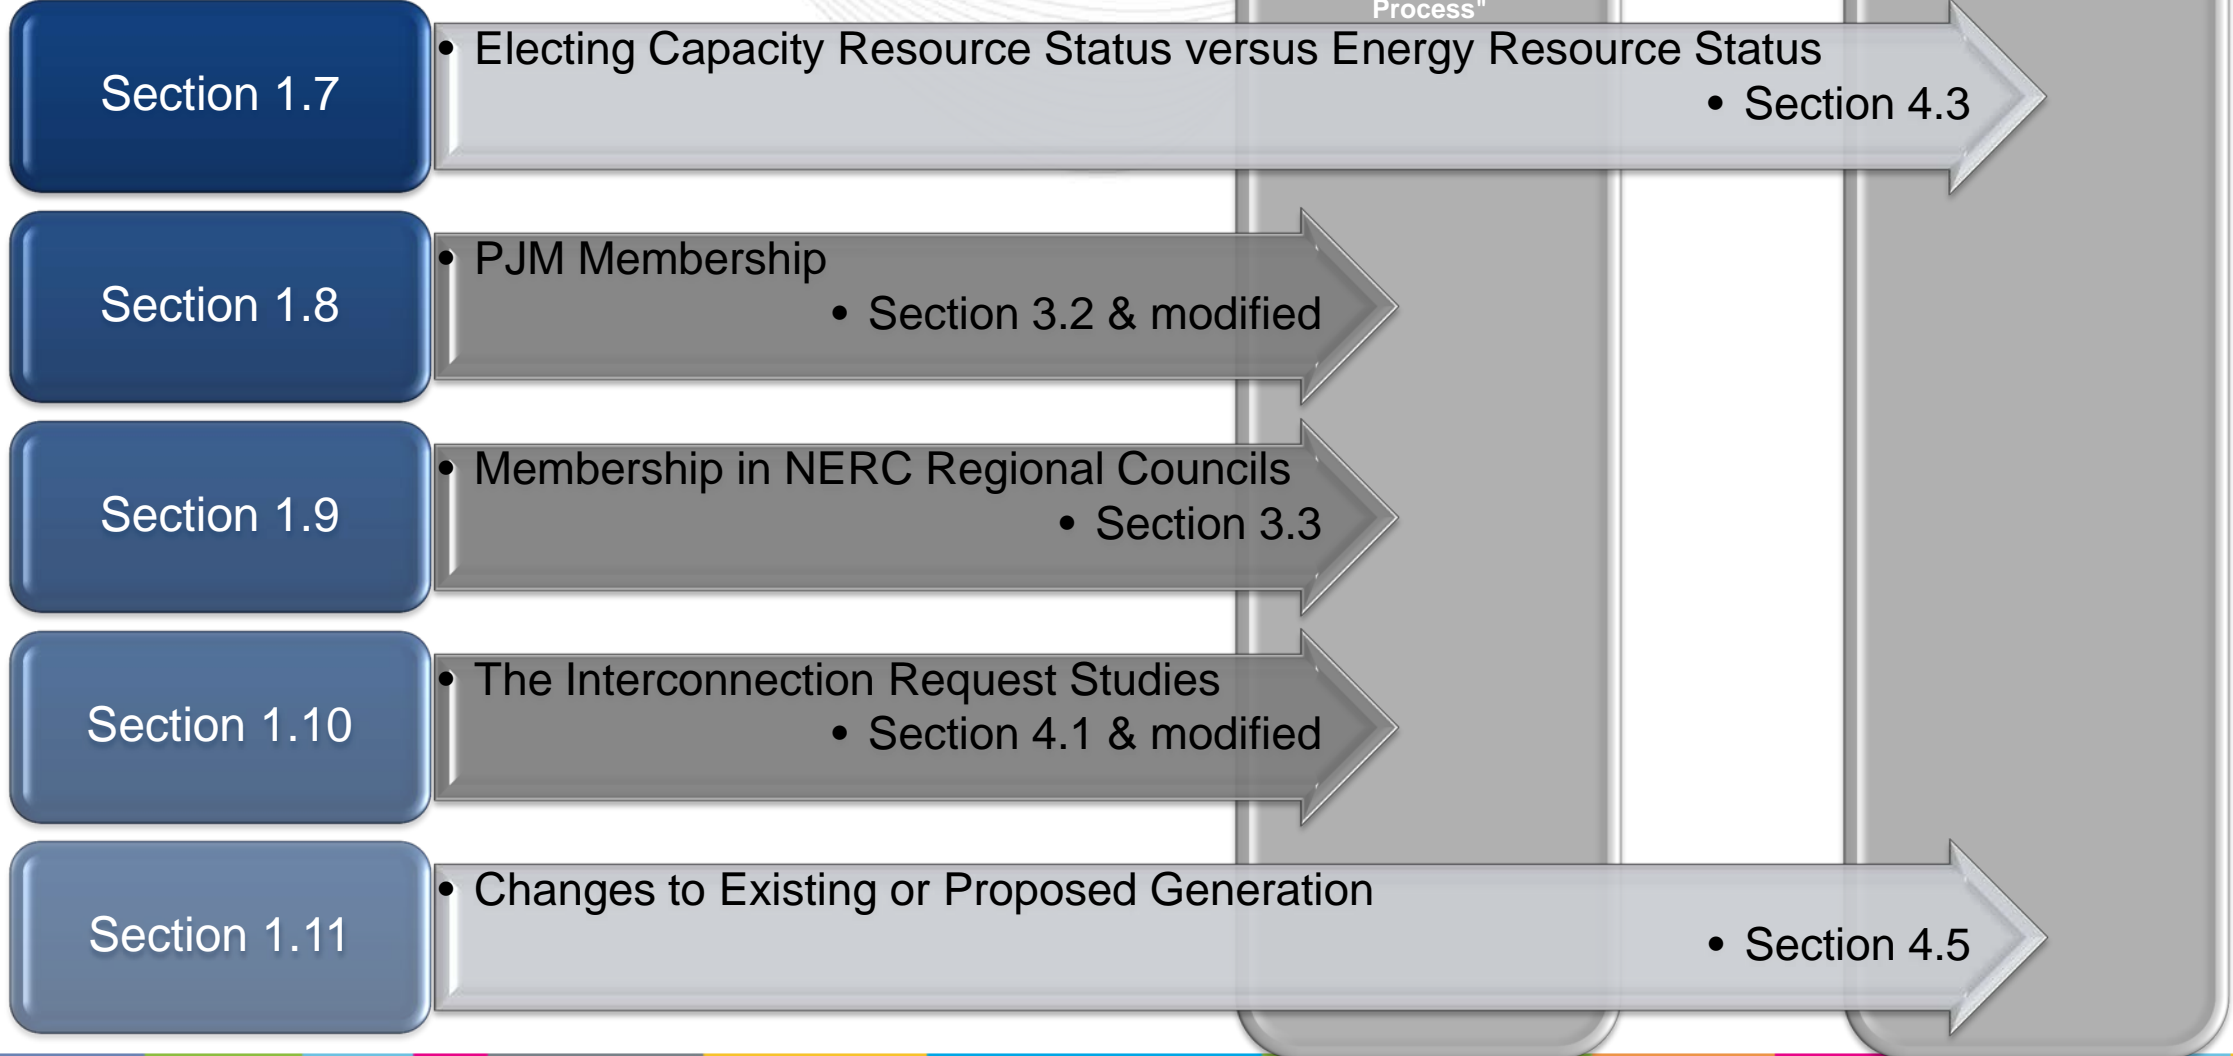 Process"
Section 1.7
• Electing Capacity Resource Status versus Energy Resource Status
• Section 4.3
Section 1.8
• PJM Membership
• Section 3.2 & modified
Section 1.9
• Membership in NERC Regional Councils
• Section 3.3
Section 1.10
• The Interconnection Request Studies
• Section 4.1 & modified
Section 1.11
• Changes to Existing or Proposed Generation
• Section 4.5